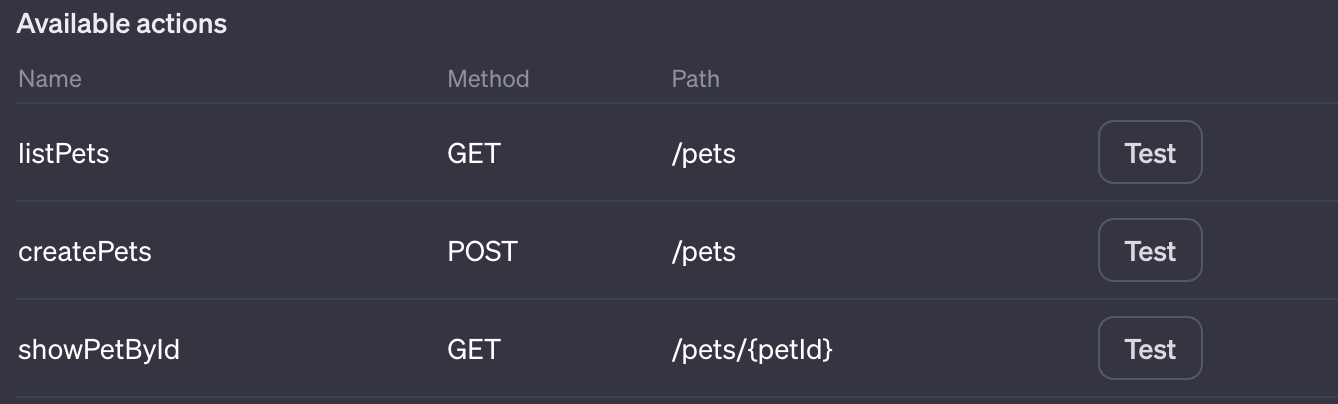 Available actions
Name Method Path
listPets GET /pets Test
createPets POST /pets Test
showPetById GET /pets/{petId} Test